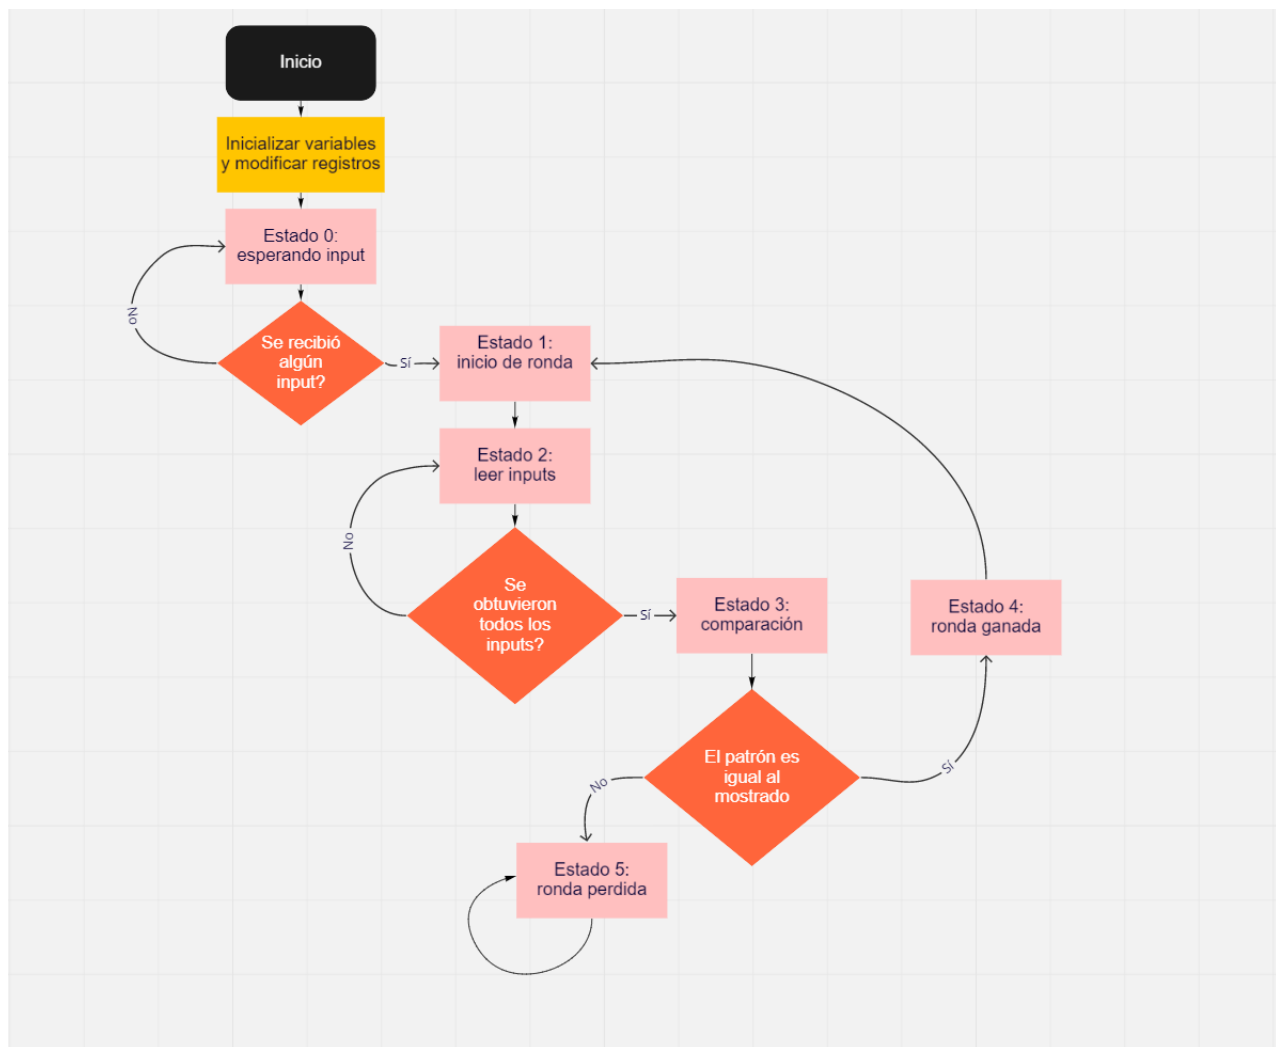 Inicio
Inicializar variables
y modificar registros
Estado 0:
esperando input
No
Se recibió
algún
input?
Sí
Estado 1:
inicio de ronda
Estado 2:
leer inputs
No
Se
obtuvieron
todos los
inputs?
Sí
Estado 3:
comparación
Estado 4:
ronda ganada
El patrón es
igual al
mostrado
No
Sí
Estado 5:
ronda perdida